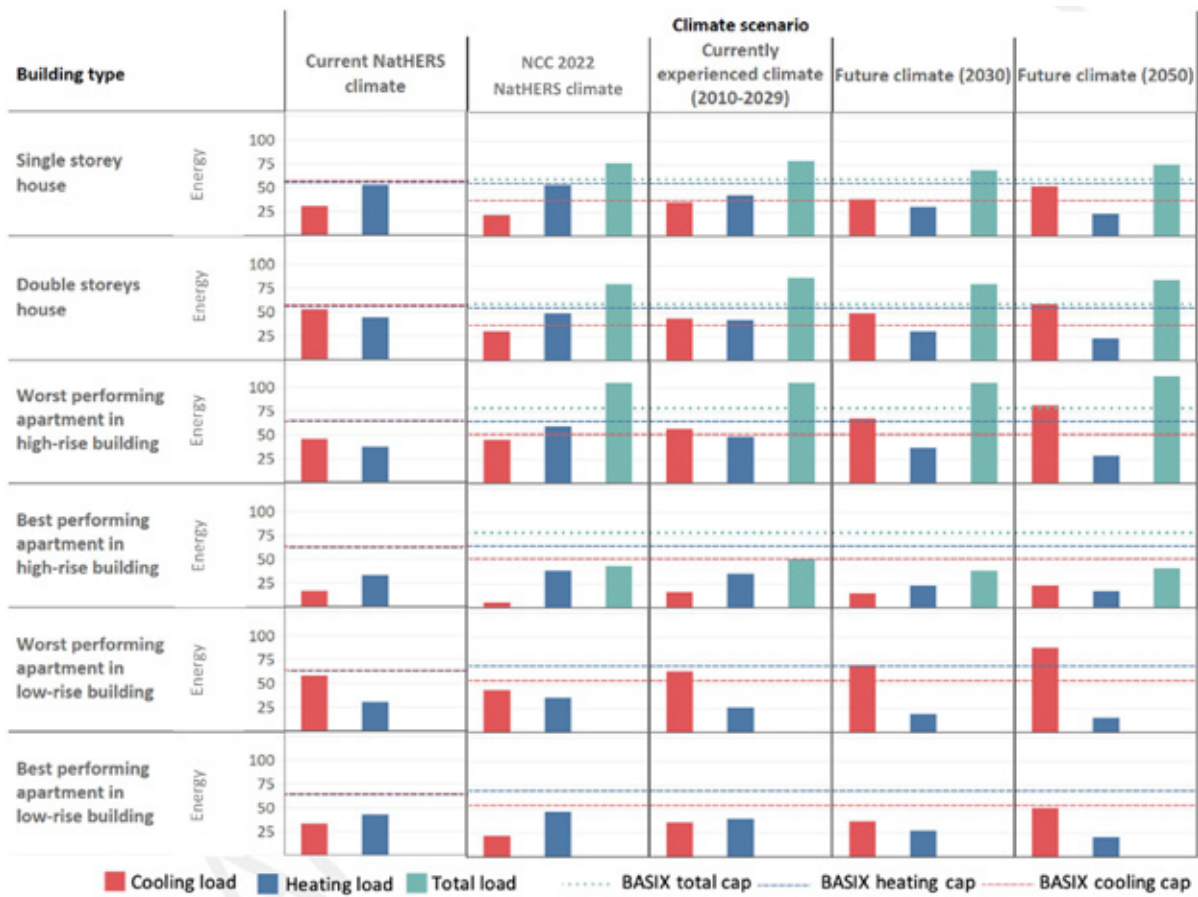 Climate scenario
Building type
Current NatHERS
climate
NCC 2022
NatHERS climate
Currently
experienced climate
(2010-2029)
Future climate (2030)
Future climate (2050)
Single storey
house
Energy
100
75
50
25
Double storeys
house
Energy
100
75
50
25
Worst performing
apartment in
high-rise building
Energy
100
75
50
25
Best performing
apartment in
high-rise building
Energy
100
75
50
25
Worst performing
apartment in
low-rise building
Energy
100
75
50
25
Best performing
apartment in
low-rise building
Energy
100
75
50
25
Cooling load Heating load Total load BASIX total cap BASIX heating cap BASIX cooling cap